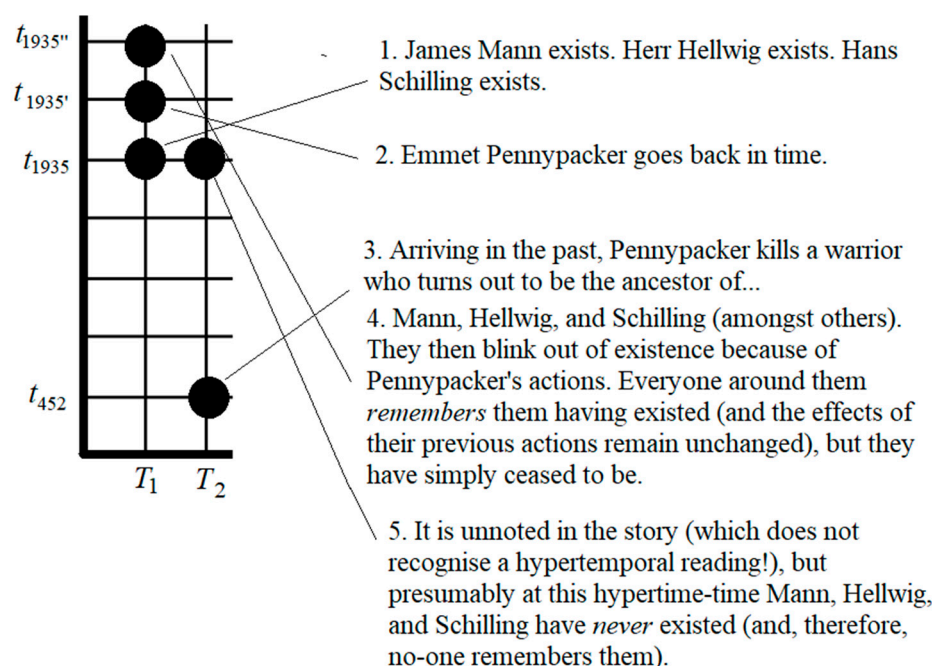 t1935''
t1935'
t1935
t452
T1
T2
1. James Mann exists. Herr Hellwig exists. Hans
Schilling exists.
2. Emmet Pennypacker goes back in time.
3. Arriving in the past, Pennypacker kills a warrior
who turns out to be the ancestor of...
4. Mann, Hellwig, and Schilling (amongst others).
They then blink out of existence because of
Pennypacker's actions. Everyone around them
remembers them having existed (and the effects of
their previous actions remain unchanged), but they
have simply ceased to be.
5. It is unnoted in the story (which does not
recognise a hypertemporal reading!), but
presumably at this hypertime-time Mann, Hellwig,
and Schilling have never existed (and, therefore,
no-one remembers them).